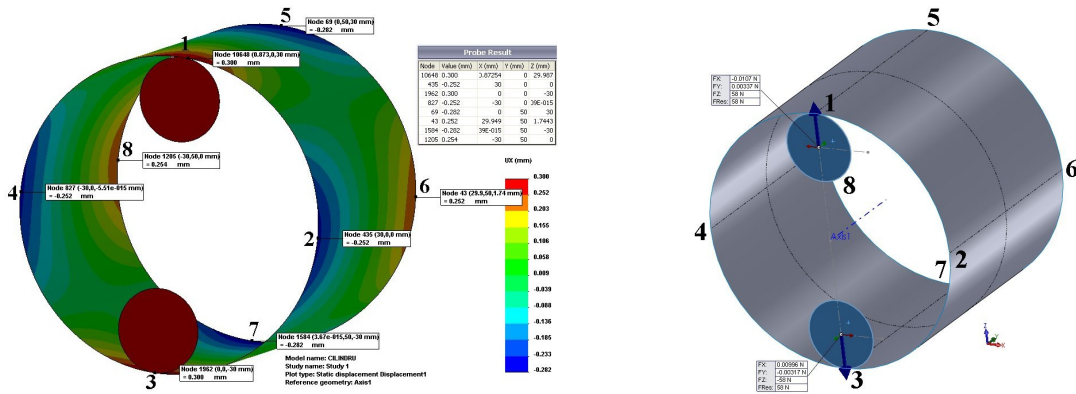 5
Node 69 (0,50,30 mm)
= -0.282 mm
1
Node 10648 (0.873,0,30 mm)
= 0.300 mm
Probe Result
Node Value (mm) X (mm) Y (mm) Z (mm)
10648 0.300 0.87254 0 29.987
435 -0.252 30 0 0
1962 0.300 0 0 -30
827 -0.252 -30 0 09E-015
69 -0.282 0 50 30
43 0.252 29.949 50 1.7443
1584 -0.282 39E-015 50 -30
1205 0.254 -30 50 0
8
Node 1205 (-30,50,0 mm)
= 0.254 mm
4
Node 827 (-30,0,-5.51e-015 mm)
= -0.252 mm
6
Node 43 (29.9,50,1.74 mm)
= 0.252 mm
2
Node 435 (30,0,0 mm)
= -0.252 mm
7
Node 1584 (3.67e-015,50,-30 mm)
= -0.282 mm
3
Node 1962 (0,0,-30 mm)
= 0.300 mm
UX (mm)
0.300
0.252
0.203
0.155
0.106
0.058
0.009
-0.039
-0.088
-0.136
-0.185
-0.233
-0.282
Model name: CILINDRU
Study name: Study 1
Plot type: Static displacement Displacement1
Reference geometry: Axis1
5
FX: -0.0107 N
FY: 0.00337 N
FZ: 58 N
FRes: 58 N
1
8
6
4
Axis1
7
2
FX: 0.00996 N
FY: -0.00317 N
FZ: -58 N
FRes: 58 N
3
Z
Y
X